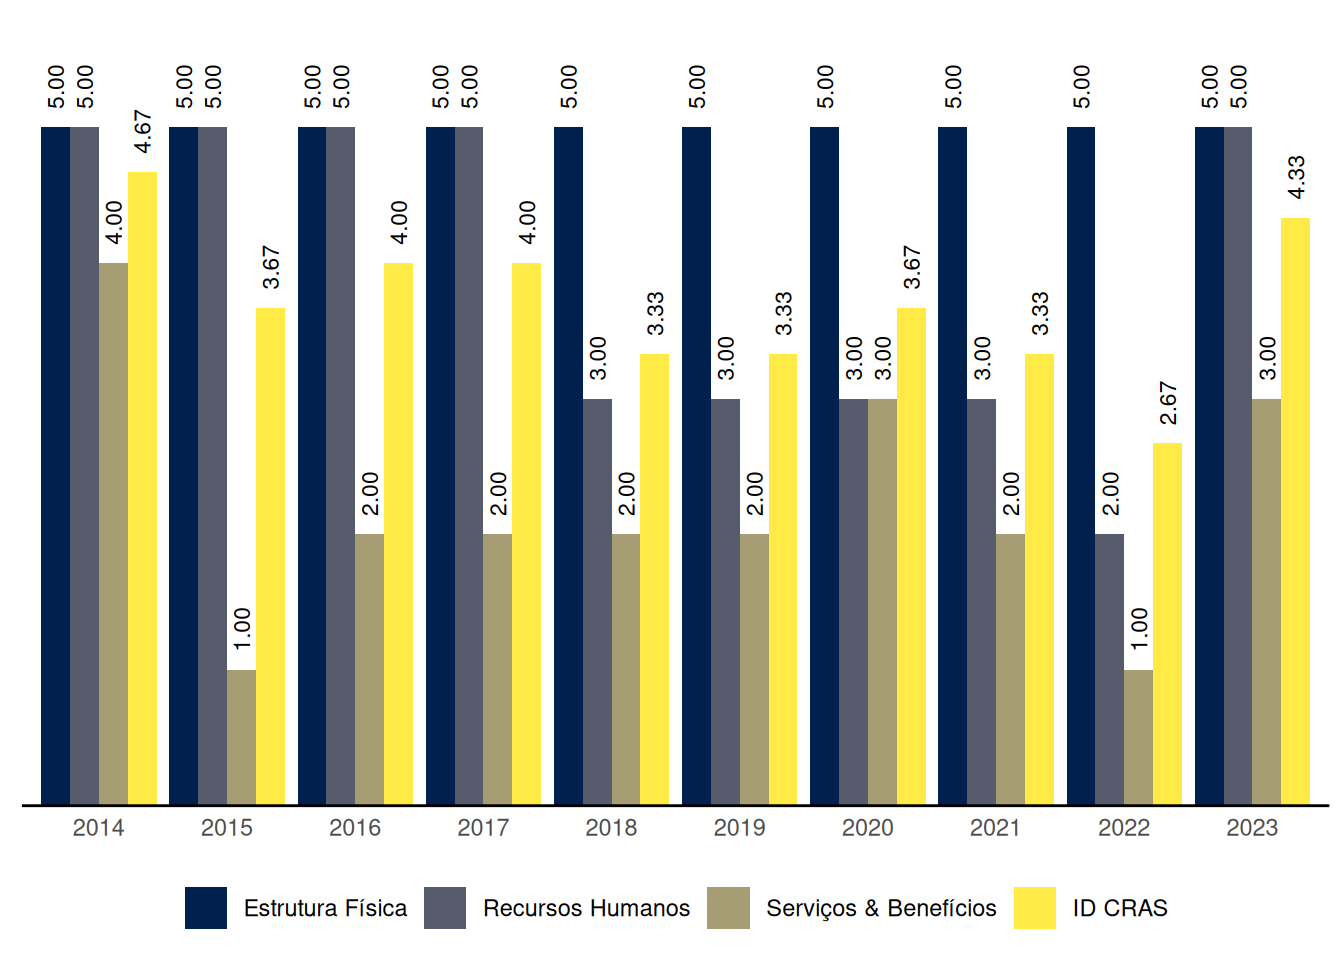 5.00 5.00 4.00 4.67
5.00 5.00 1.00 3.67
5.00 5.00 2.00 4.00
5.00 5.00 2.00 4.00
5.00 3.00 2.00 3.33
5.00 3.00 2.00 3.33
5.00 3.00 3.00 3.67
5.00 3.00 2.00 3.33
5.00 2.00 1.00 2.67
5.00 5.00 3.00 4.33
2014 2015 2016 2017 2018 2019 2020 2021 2022 2023
Estrutura Física Recursos Humanos Serviços & Benefícios ID CRAS